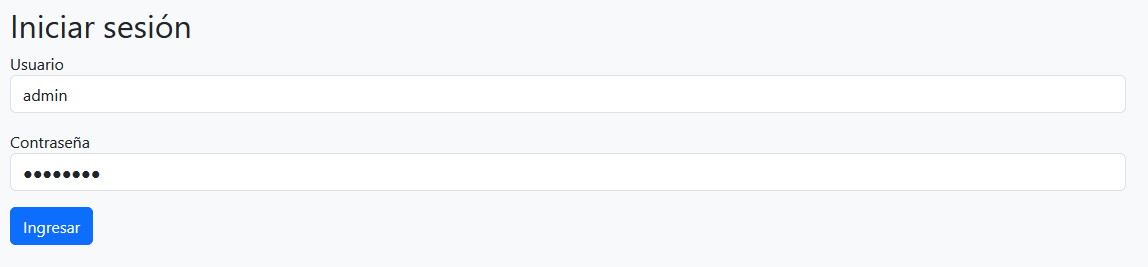 Iniciar sesión
Usuario
admin
Contraseña
●●●●●●●●
Ingresar